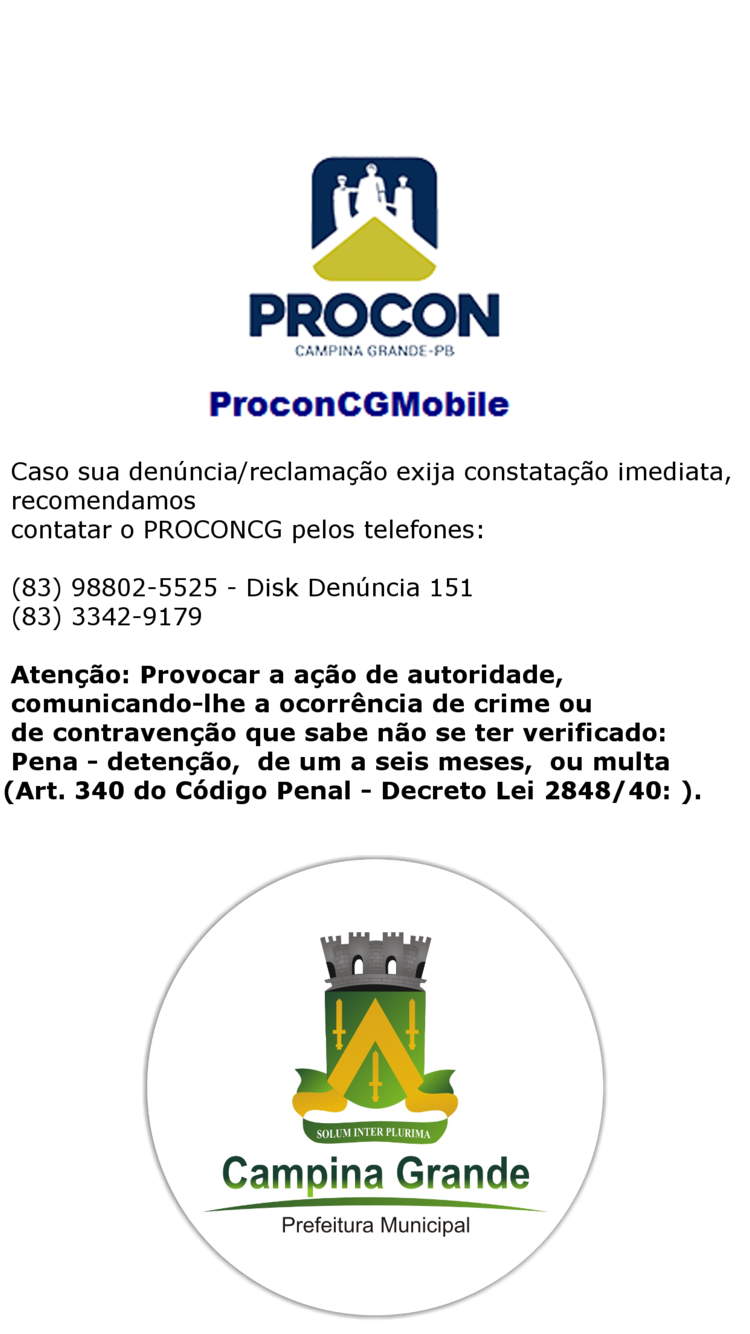 PROCON
CAMPINA GRANDE-PB
ProconCGMobile
Caso sua denúncia/reclamação exija constatação imediata,
recomendamos
contatar o PROCONCG pelos telefones:
(83) 98802-5525 - Disk Denúncia 151
(83) 3342-9179
Atenção: Provocar a ação de autoridade,
comunicando-lhe a ocorrência de crime ou
de contravenção que sabe não se ter verificado:
Pena - detenção,  de um a seis meses,  ou multa
(Art. 340 do Código Penal - Decreto Lei 2848/40: ).
SOLUM INTER PLURIMA
Campina Grande
Prefeitura Municipal